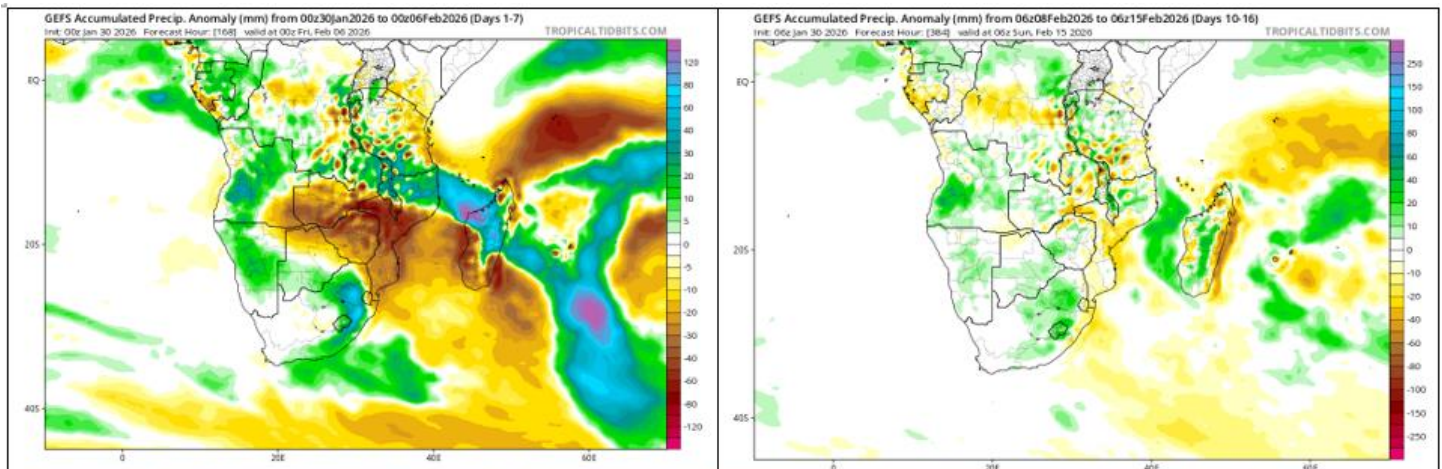 GEFS Accumulated Precip. Anomaly (mm) from 00z30Jan2026 to 00z06Feb2026 (Days 1-7)
Init: 00z Jan 30 2026 Forecast Hour: [168] valid at 00z Fri, Feb 06 2026 TROPICALTIDBITS.COM
EQ
20S
40S
0 20E 40E 60E
120
80
60
40
30
20
10
5
0
-5
-10
-20
-30
-40
-60
-80
-120
GEFS Accumulated Precip. Anomaly (mm) from 06z08Feb2026 to 06z15Feb2026 (Days 10-16)
Init: 06z Jan 30 2026 Forecast Hour: [384] valid at 06z Sun, Feb 15 2026 TROPICALTIDBITS.COM
EQ
20S
40S
0 20E 40E 60E
250
150
100
80
60
40
20
10
0
-10
-20
-40
-60
-80
-100
-150
-250